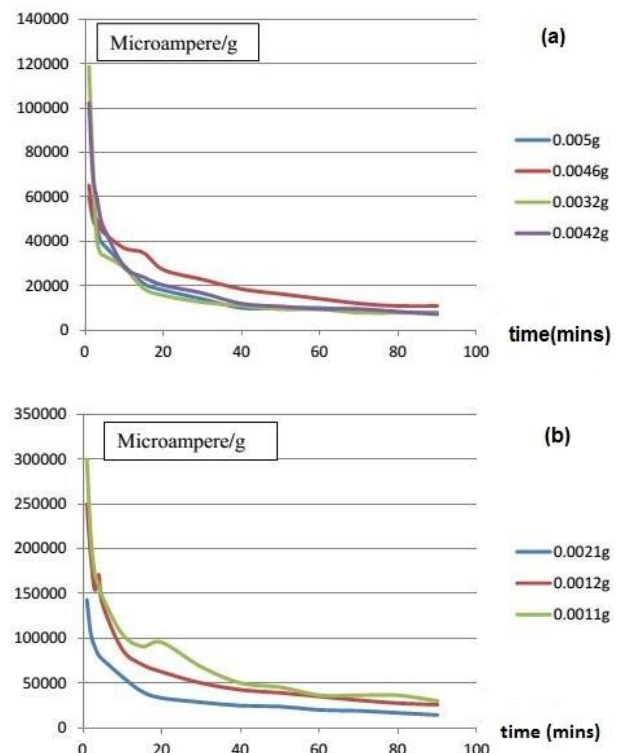 140000
Microampere/g
(a)
120000
100000
80000
60000
40000
20000
0
0.005g
0.0046g
0.0032g
0.0042g
0 20 40 60 80 100
time(mins)
350000
Microampere/g
(b)
300000
250000
200000
150000
100000
50000
0
0.0021g
0.0012g
0.0011g
0 20 40 60 80 100
time (mins)